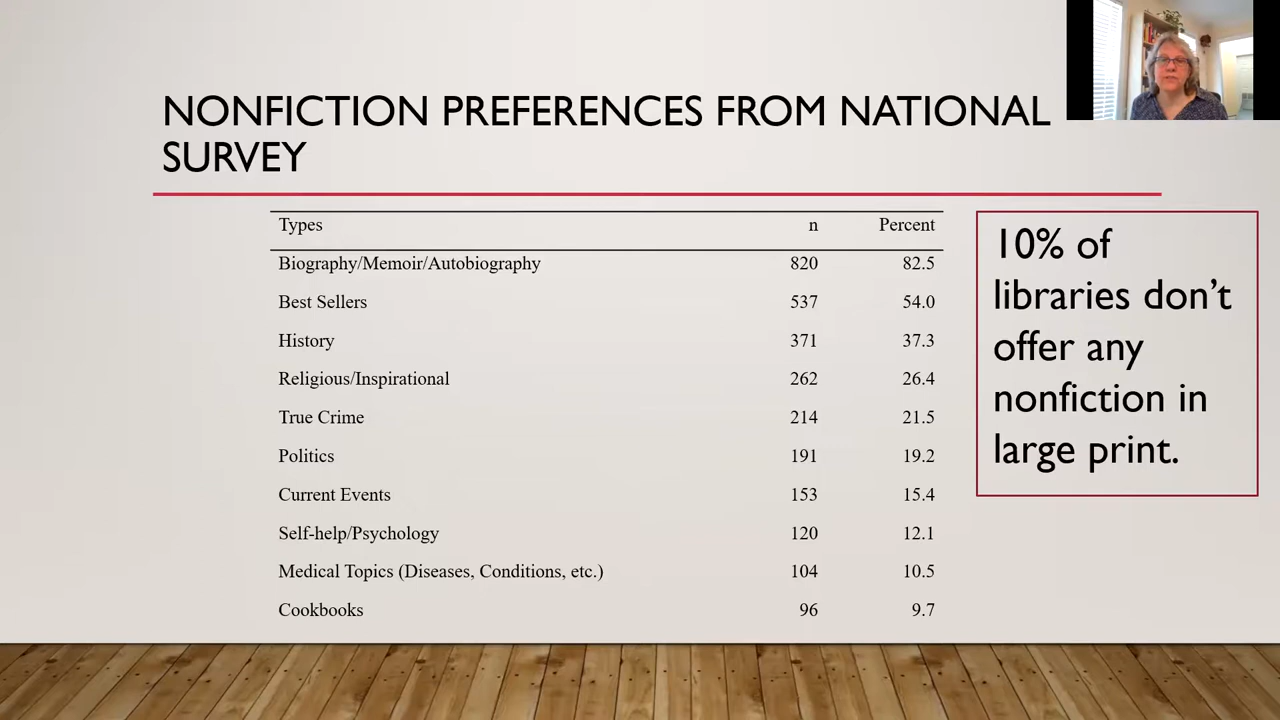 NONFICTION PREFERENCES FROM NATIONAL
SURVEY
Types n Percent
Biography/Memoir/Autobiography 820 82.5
Best Sellers 537 54.0
History 371 37.3
Religious/Inspirational 262 26.4
True Crime 214 21.5
Politics 191 19.2
Current Events 153 15.4
Self-help/Psychology 120 12.1
Medical Topics (Diseases, Conditions, etc.) 104 10.5
Cookbooks 96 9.7
10% of
libraries don’t
offer any
nonfiction in
large print.